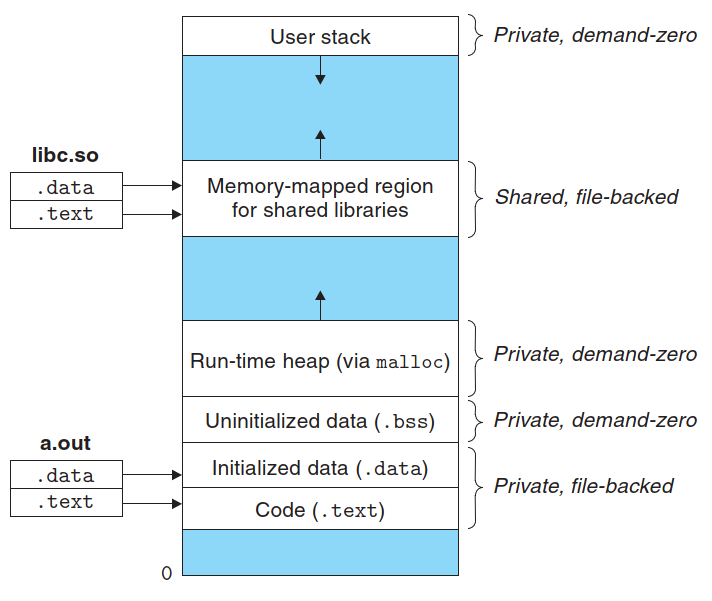 User stack
Private, demand-zero
libc.so
.data
.text
Memory-mapped region
for shared libraries
Shared, file-backed
Run-time heap (via malloc)
Private, demand-zero
Uninitialized data (.bss)
Private, demand-zero
a.out
.data
.text
Initialized data (.data)
Code (.text)
Private, file-backed
0